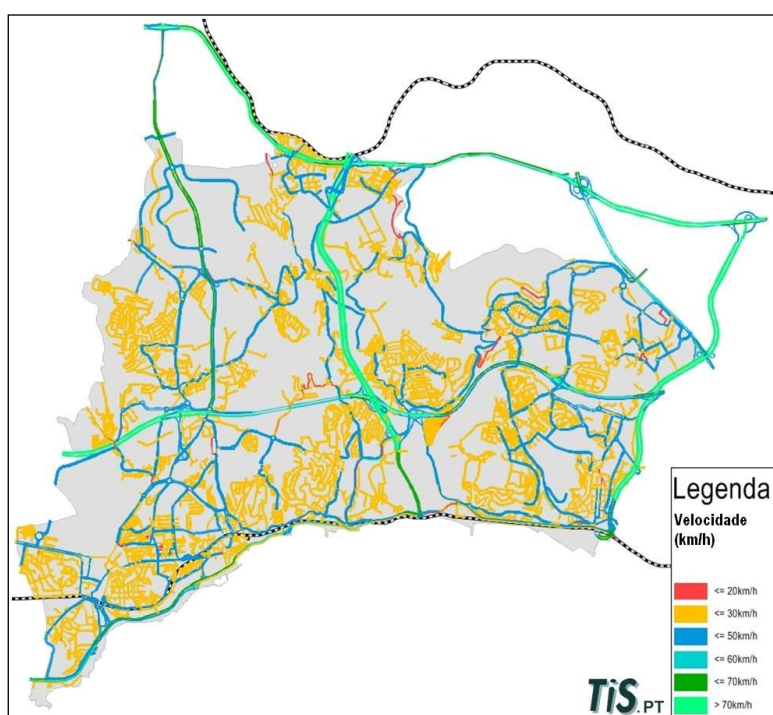 Legenda
Velocidade
(km/h)
<= 20km/h
<= 30km/h
<= 50km/h
<= 60km/h
<= 70km/h
> 70km/h
TiS.PT